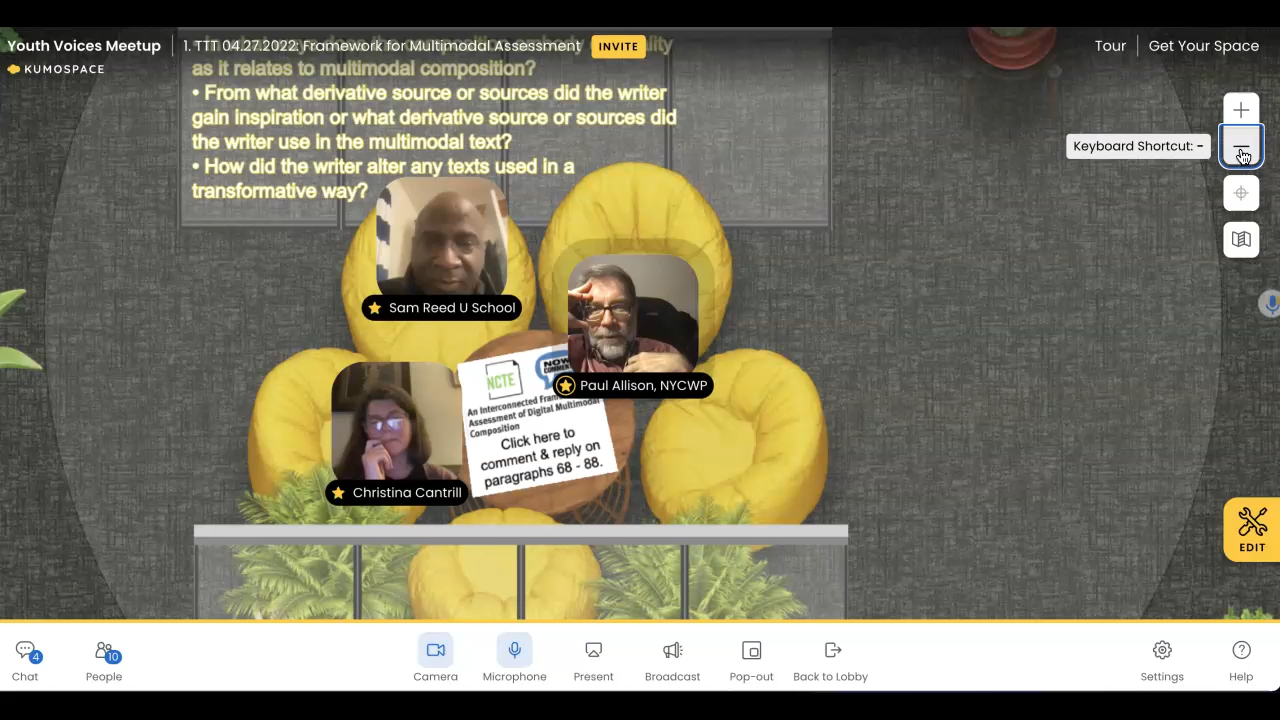 Youth Voices Meetup
1. TTT 04.27.2022: Framework for Multimodal Assessment
INVITE
Tour
Get Your Space
KUMOSPACE
as it relates to multimodal composition?
• From what derivative source or sources did the writer
gain inspiration or what derivative source or sources did
the writer use in the multimodal text?
• How did the writer alter any texts used in a
transformative way?
Keyboard Shortcut: -
Sam Reed U School
Paul Allison, NYCWP
Christina Cantrill
NCTE
NOW
An Interconnected
Assessment of Digital Multimodal
Composition
Click here to
comment & reply on
paragraphs 68 - 88.
EDIT
4
Chat
10
People
Camera
Microphone
Present
Broadcast
Pop-out
Back to Lobby
Settings
Help